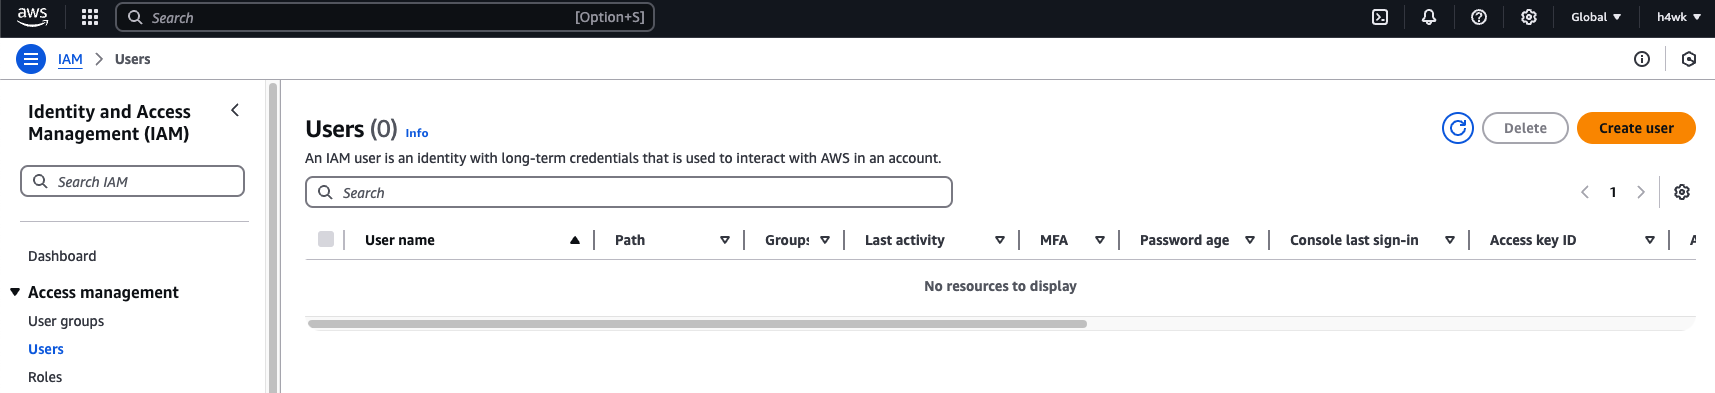 aws Search [Option+S] Global h4wk
IAM Users
Identity and Access
Management (IAM)
Search IAM
Dashboard
Access management
User groups
Users
Roles
Users (0) Info
Delete Create user
An IAM user is an identity with long-term credentials that is used to interact with AWS in an account.
Search
1
User name Path Groups Last activity MFA Password age Console last sign-in Access key ID A
No resources to display